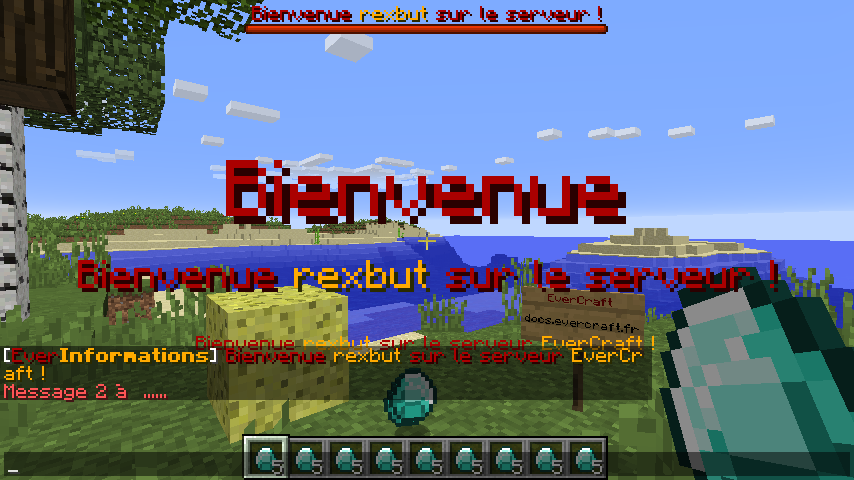 Bienvenue rexbut sur le serveur !
Bienvenue
Bienvenue rexbut sur le serveur !
EverCraft
docs.evercraft.fr
Bienvenue rexbut sur le serveur EverCraft !
[EverInformations] Bienvenue rexbut sur le serveur EverCr
aft !
Message 2 à ......
5 5 5 5 5 5 5 5 5
_